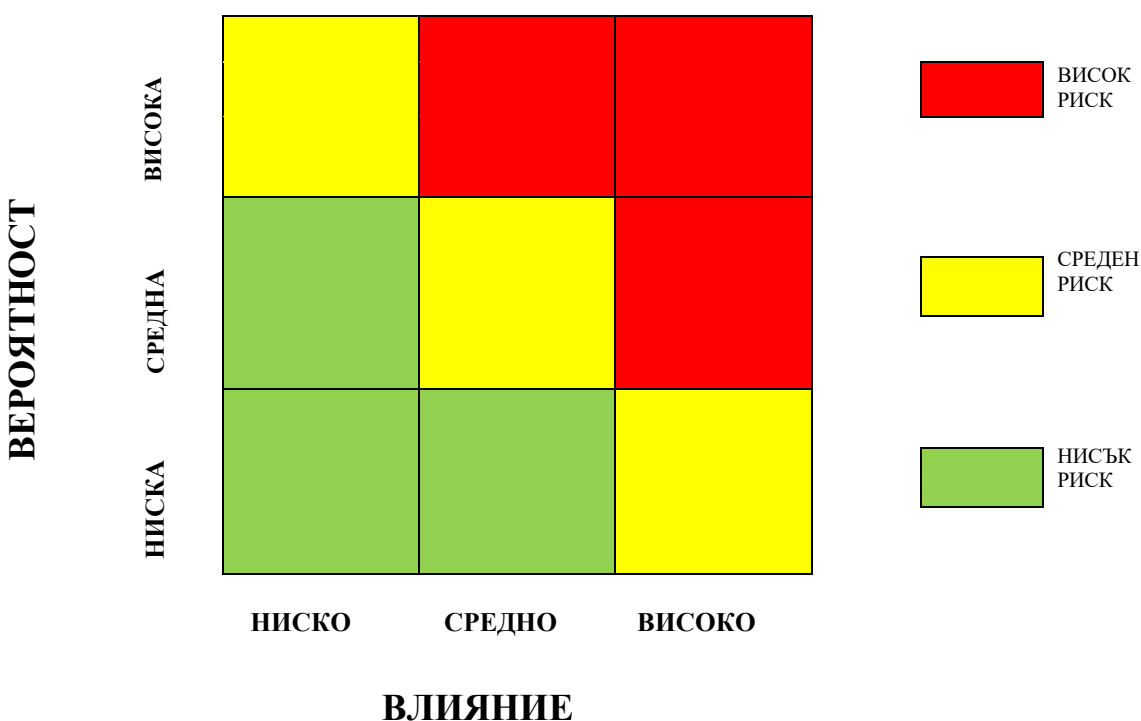 ВЕРОЯТНОСТ
ВИСОКА
СРЕДНА
НИСКА
НИСКО СРЕДНО ВИСОКО
ВЛИЯНИЕ
ВИСОК
РИСК
СРЕДЕН
РИСК
НИСЪК
РИСК